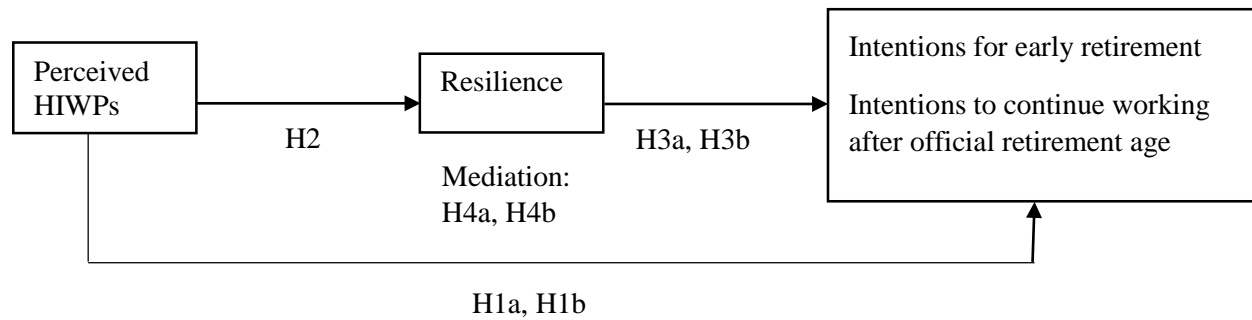 Perceived
HIWPs
H2
Resilience
Mediation:
H4a, H4b
H3a, H3b
Intentions for early retirement
Intentions to continue working
after official retirement age
H1a, H1b